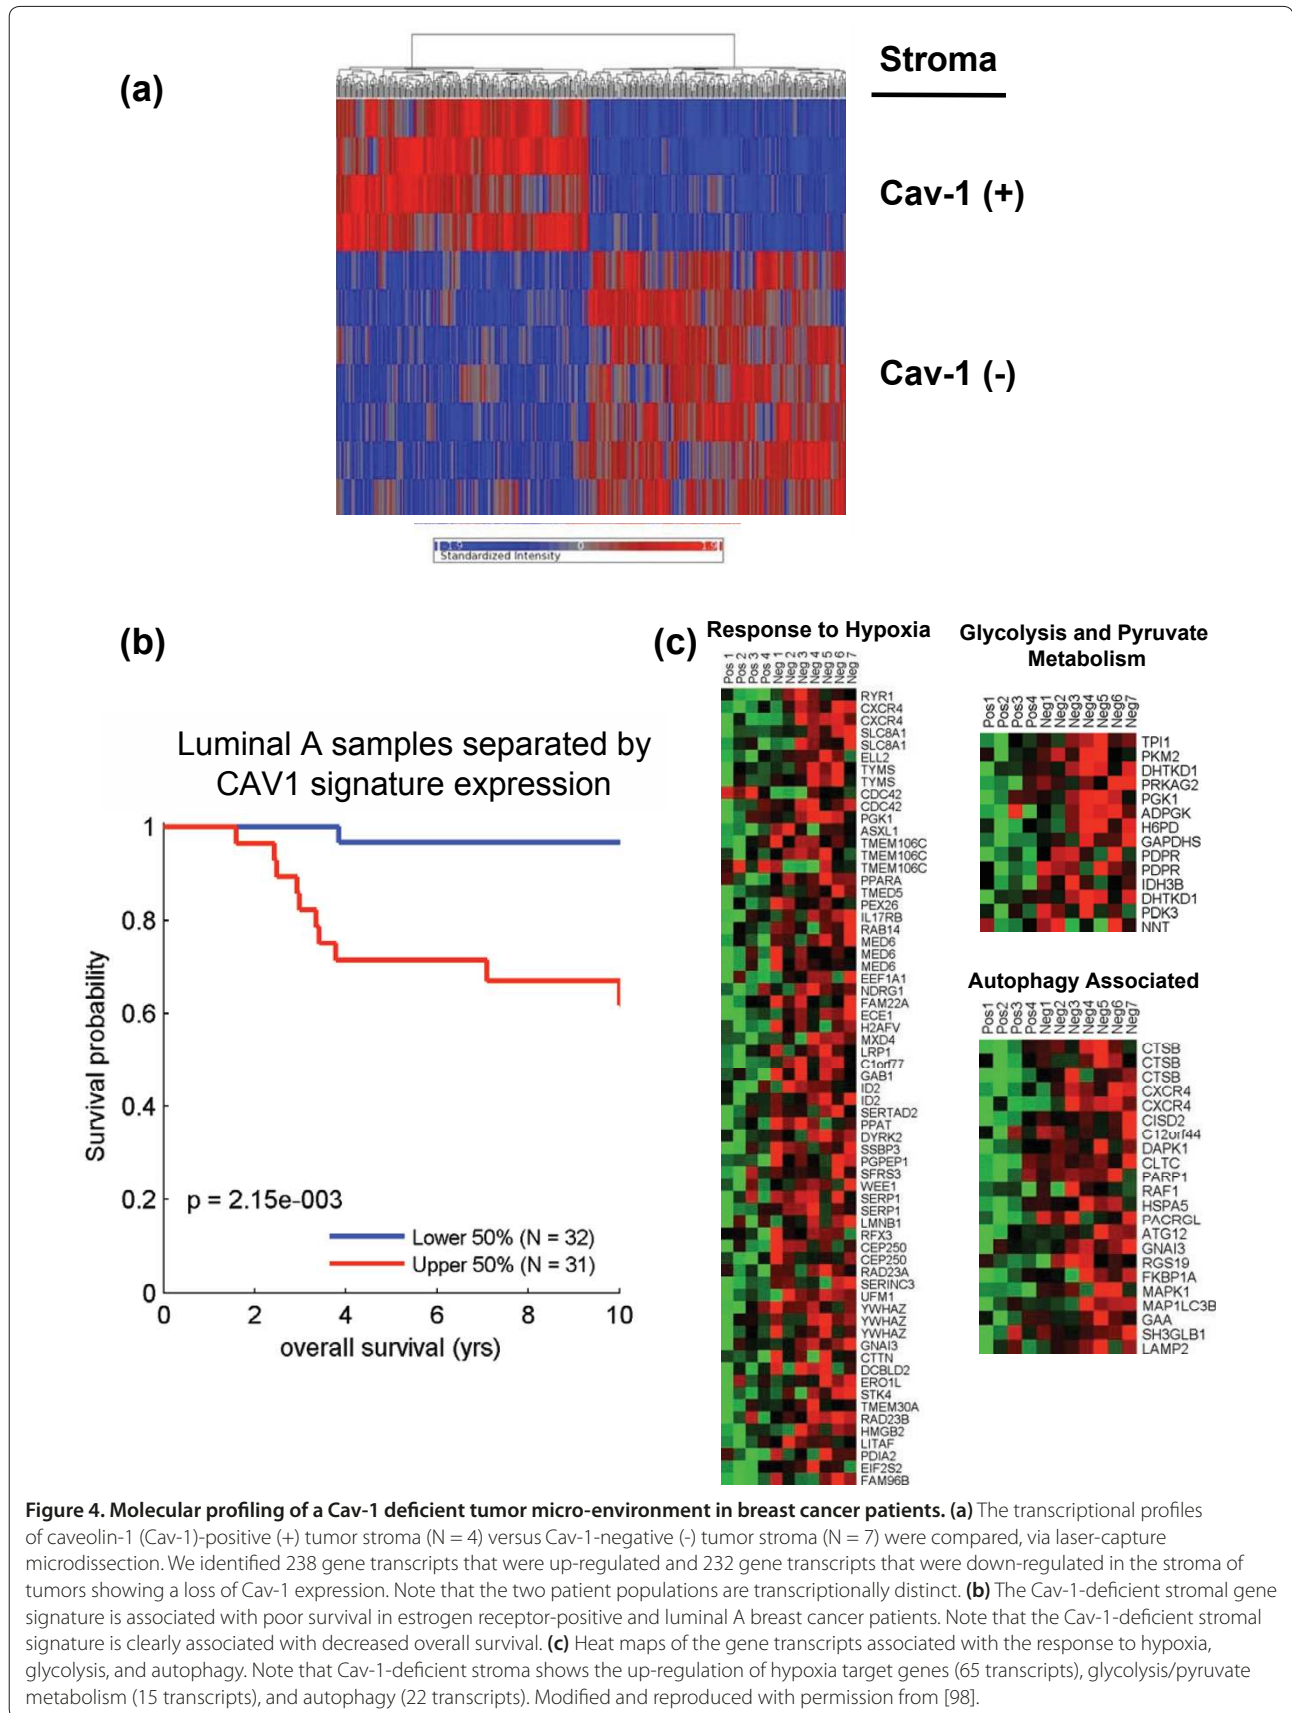 (a)
Stroma
Cav-1 (+)
Cav-1 (-)
-1.9 0 1.9
Standardized Intensity
(b)
Luminal A samples separated by
CAV1 signature expression
Survival probability
1
0.8
0.6
0.4
0.2
0
p = 2.15e-003
Lower 50% (N = 32)
Upper 50% (N = 31)
0 2 4 6 8 10
overall survival (yrs)
(c)
Response to Hypoxia
Pos 1
Pos 2
Pos 3
Pos 4
Neg 1
Neg 2
Neg 3
Neg 4
Neg 5
Neg 6
Neg 7
RYR1
CXCR4
CXCR4
SLC8A1
SLC8A1
ELL2
TYMS
TYMS
CDC42
CDC42
PGK1
ASXL1
TMEM106C
TMEM106C
TMEM106C
PPARA
TMED5
PEX26
IL17RB
RAB14
MED6
MED6
MED6
EEF1A1
NDRG1
FAM22A
ECE1
H2AFV
MXD4
LRP1
C1orf77
GAB1
ID2
ID2
SERTAD2
PPAT
DYRK2
SSBP3
PGPEP1
SFRS3
WEE1
SERP1
SERP1
LMNB1
RFX3
CEP250
CEP250
RAD23A
SERINC3
UFM1
YWHAZ
YWHAZ
YWHAZ
GNAI3
CTTN
DCBLD2
ERO1L
STK4
TMEM30A
RAD23B
HMGB2
LITAF
PDIA2
EIF2S2
FAM96B
Glycolysis and Pyruvate
Metabolism
Pos1
Pos2
Pos3
Pos4
Neg1
Neg2
Neg3
Neg4
Neg5
Neg6
Neg7
TPI1
PKM2
DHTKD1
PRKAG2
PGK1
ADPGK
H6PD
GAPDHS
PDPR
PDPR
IDH3B
DHTKD1
PDK3
NNT
Autophagy Associated
Pos1
Pos2
Pos3
Pos4
Neg1
Neg2
Neg3
Neg4
Neg5
Neg6
Neg7
CTSB
CTSB
CTSB
CXCR4
CXCR4
CISD2
C12orf44
DAPK1
CLTC
PARP1
RAF1
HSPA5
PACRGL
ATG12
GNAI3
RGS19
FKBP1A
MAPK1
MAP1LC3B
GAA
SH3GLB1
LAMP2
Figure 4. Molecular profiling of a Cav-1 deficient tumor micro-environment in breast cancer patients. (a) The transcriptional profiles
of caveolin-1 (Cav-1)-positive (+) tumor stroma (N = 4) versus Cav-1-negative (-) tumor stroma (N = 7) were compared, via laser-capture
microdissection. We identified 238 gene transcripts that were up-regulated and 232 gene transcripts that were down-regulated in the stroma of
tumors showing a loss of Cav-1 expression. Note that the two patient populations are transcriptionally distinct. (b) The Cav-1-deficient stromal gene
signature is associated with poor survival in estrogen receptor-positive and luminal A breast cancer patients. Note that the Cav-1-deficient stromal
signature is clearly associated with decreased overall survival. (c) Heat maps of the gene transcripts associated with the response to hypoxia,
glycolysis, and autophagy. Note that Cav-1-deficient stroma shows the up-regulation of hypoxia target genes (65 transcripts), glycolysis/pyruvate
metabolism (15 transcripts), and autophagy (22 transcripts). Modified and reproduced with permission from [98].